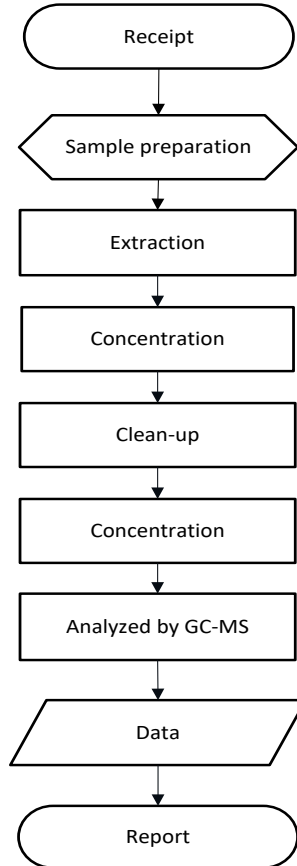 Receipt
Sample preparation
Extraction
Concentration
Clean-up
Concentration
Analyzed by GC-MS
Data
Report